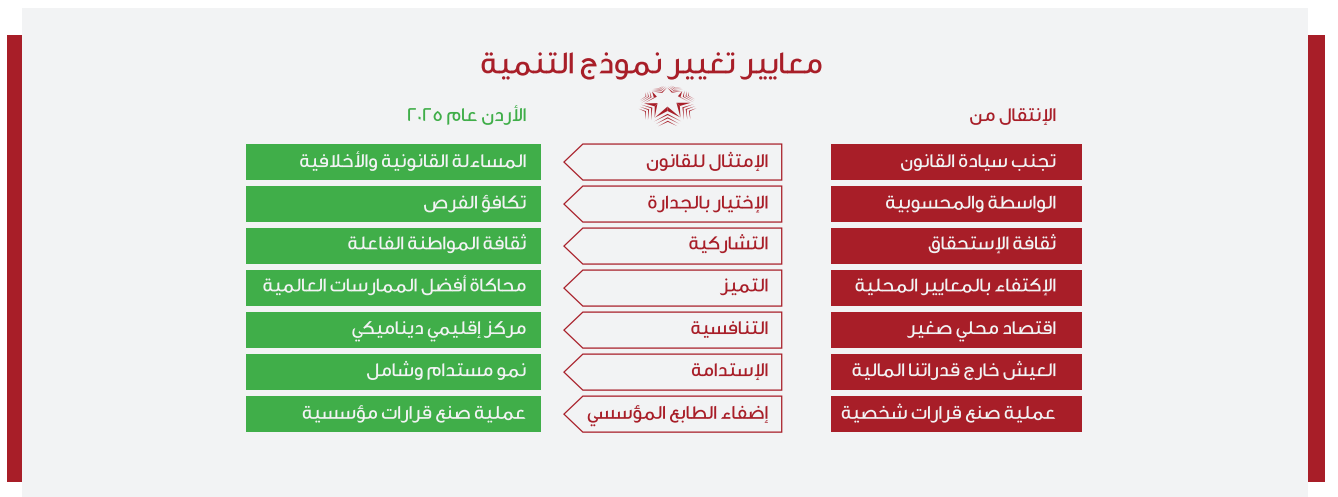 معايير تغيير نموذج التنمية
الإنتقال من
الأردن عام ٢٠٢٥
تجنب سيادة القانون
الإمتثال للقانون
المساءلة القانونية والأخلاقية
الواسطة والمحسوبية
الإختيار بالجدارة
تكافؤ الفرص
ثقافة الإستحقاق
التشاركية
ثقافة المواطنة الفاعلة
الإكتفاء بالمعايير المحلية
التميز
محاكاة أفضل الممارسات العالمية
اقتصاد محلي صغير
التنافسية
مركز إقليمي ديناميكي
العيش خارج قدراتنا المالية
الإستدامة
نمو مستدام وشامل
عملية صنع قرارات شخصية
إضفاء الطابع المؤسسي
عملية صنع قرارات مؤسسية